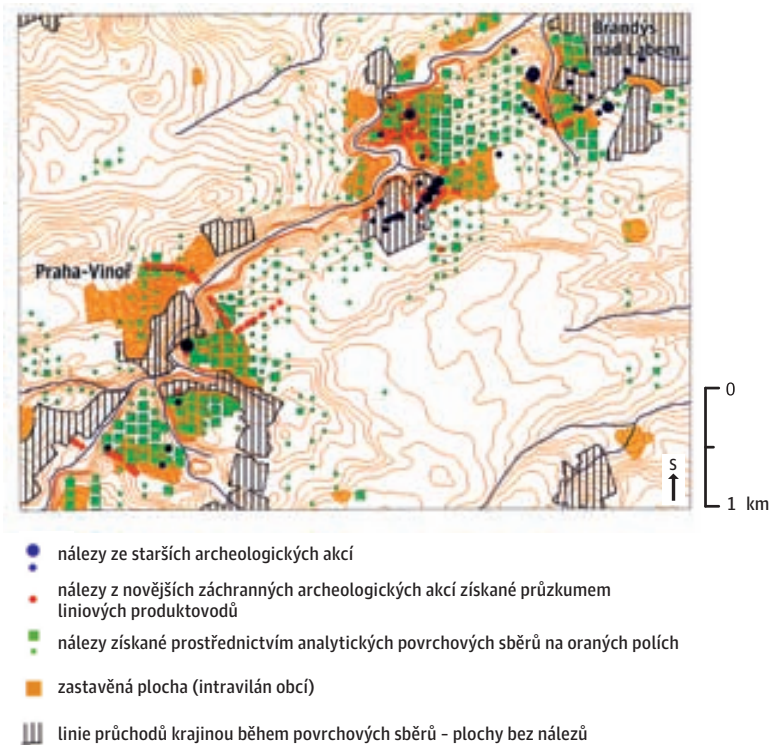 Brandýs
nad Labem
Praha-Vinoř
0
S
1 km
nálezy ze starších archeologických akcí
nálezy z novějších záchranných archeologických akcí získané průzkumem
liniových produktovodů
nálezy získané prostřednictvím analytických povrchových sběrů na oraných polích
zastavěná plocha (intravilán obcí)
linie průchodů krajinou během povrchových sběrů – plochy bez nálezů